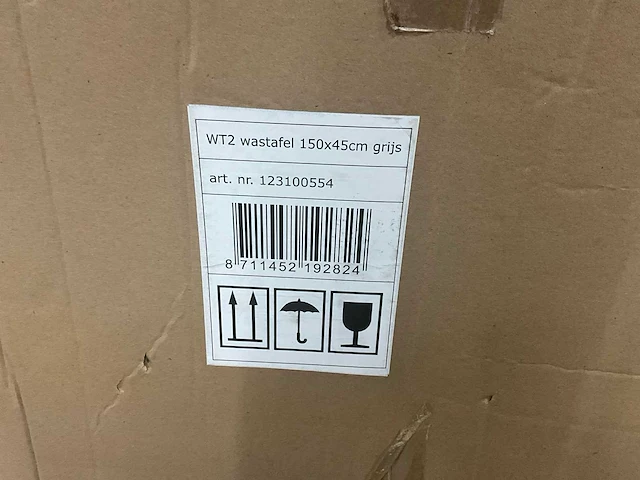 WT2 wastafel 150x45cm grijs
art. nr. 123100554
8 711452 192824